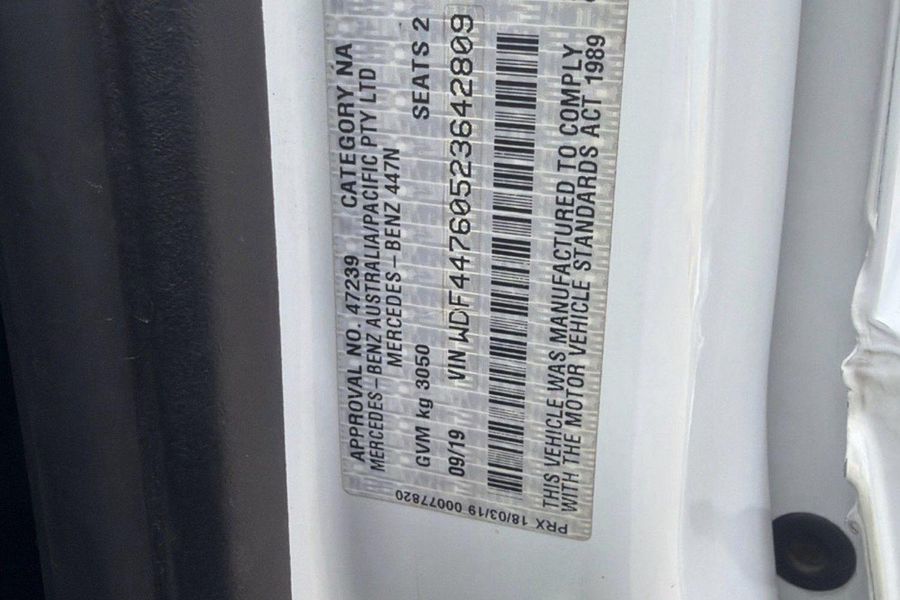 APPROVAL NO. 47239 CATEGORY NA
MERCEDES-BENZ AUSTRALIA/PACIFIC PTY LTD
MERCEDES-BENZ 447N
GVM kg 3050 SEATS 2
09/19 VIN WDF44760523642809
THIS VEHICLE WAS MANUFACTURED TO COMPLY
WITH THE MOTOR VEHICLE STANDARDS ACT 1989
PRX 18/03/19 00077820